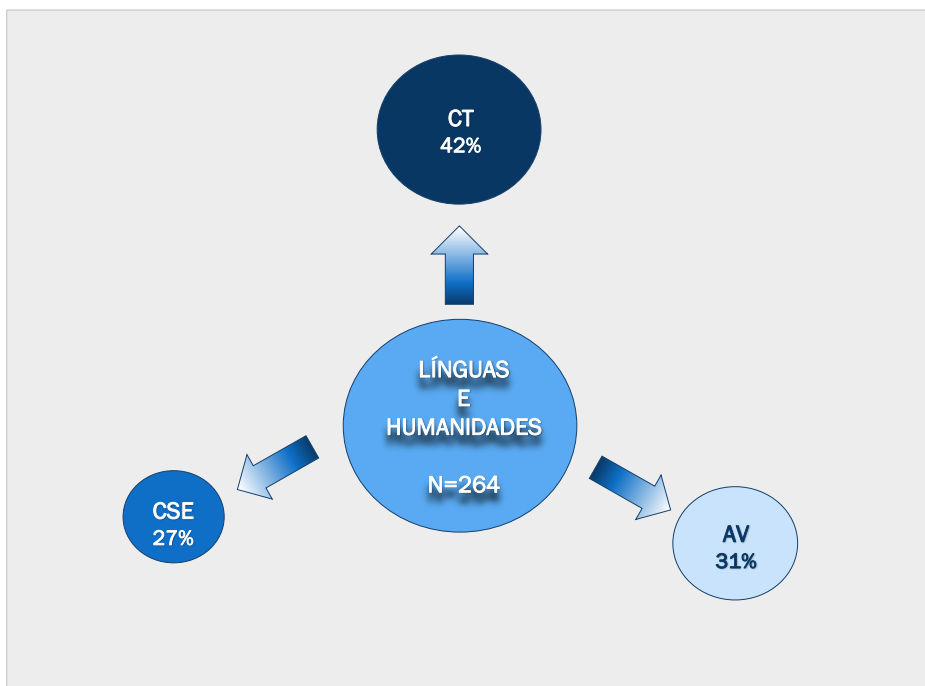 CT
42%
LÍNGUAS
E
HUMANIDADES
N=264
CSE
27%
AV
31%